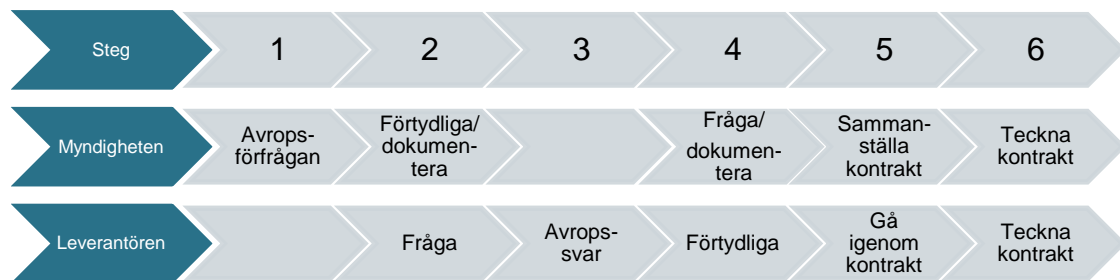 Steg
1
2
3
4
5
6
Myndigheten
Avrops-
förfrågan
Förtydliga/
dokumen-
tera
Fråga/
dokumen-
tera
Samman-
ställa
kontrakt
Teckna
kontrakt
Leverantören
Fråga
Avrops-
svar
Förtydliga
Gå
igenom
kontrakt
Teckna
kontrakt